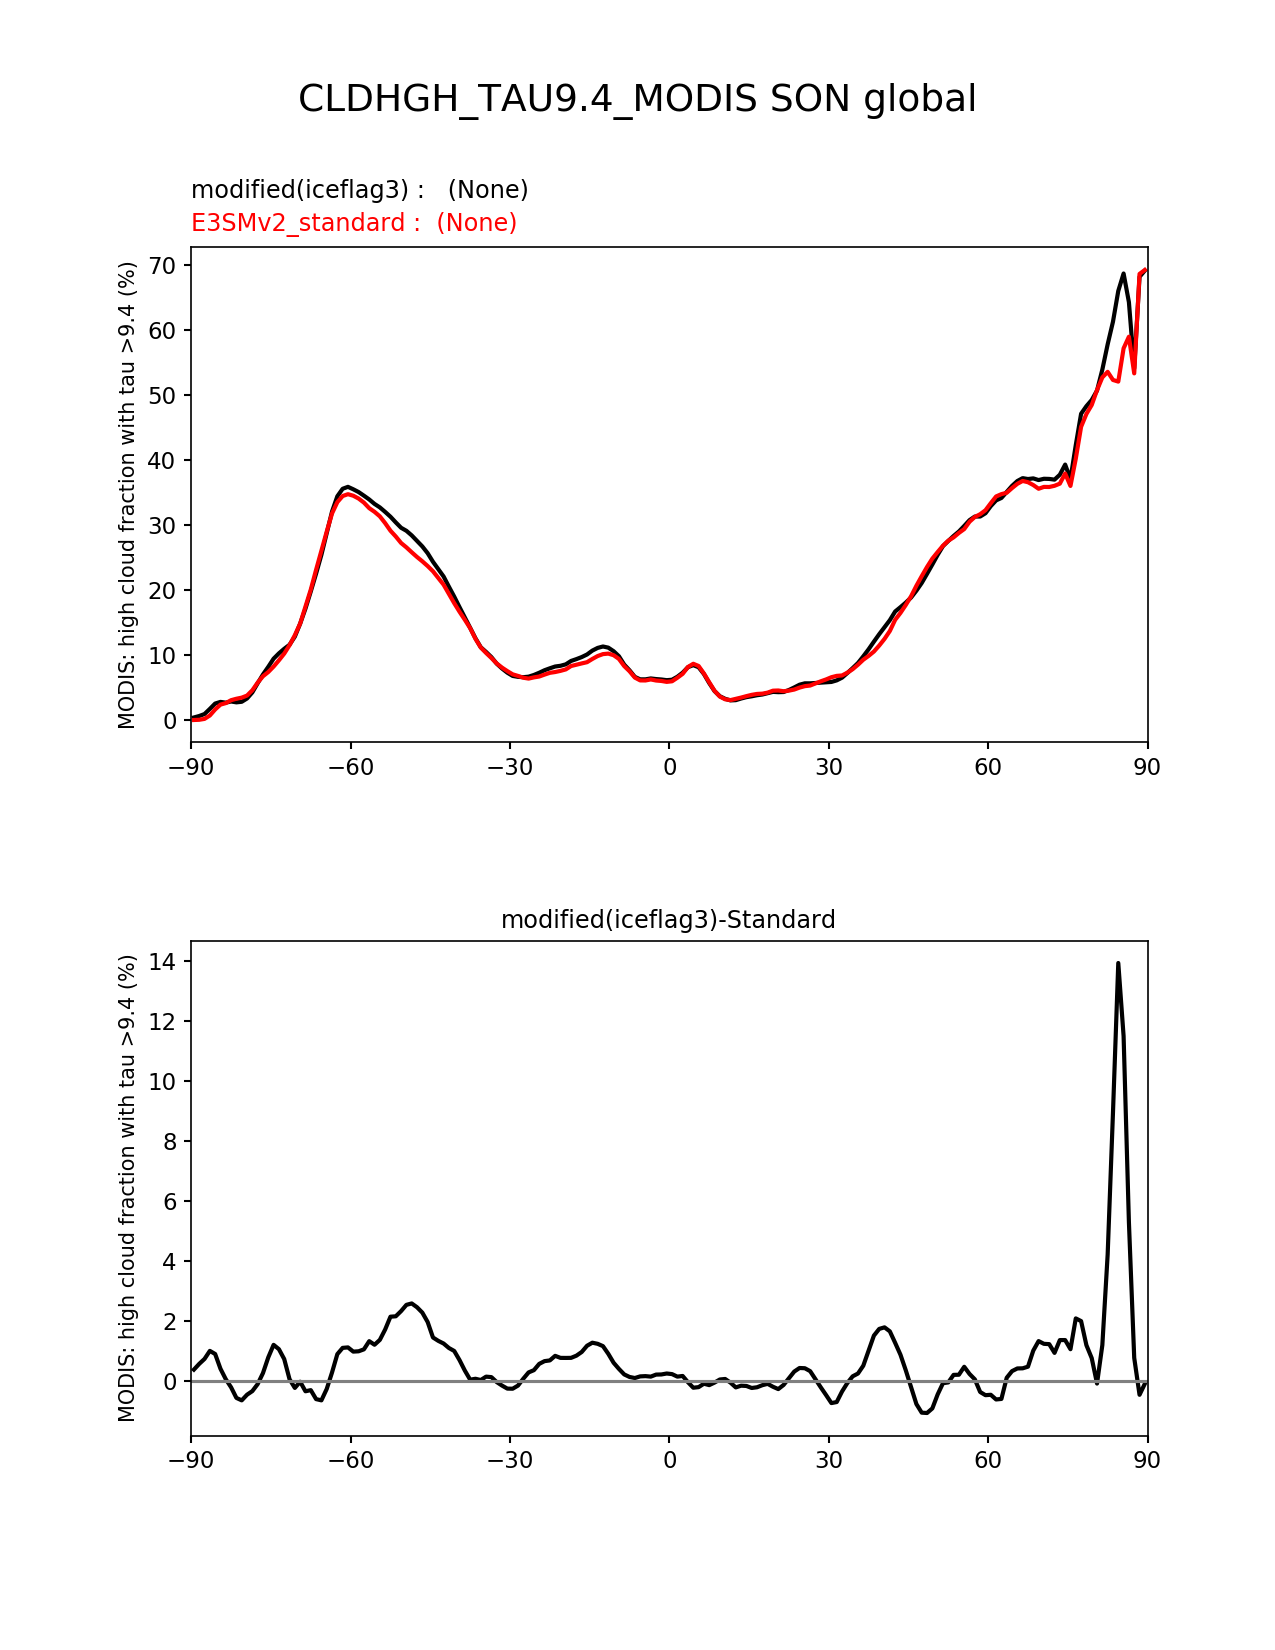 CLDHGH_TAU9.4_MODIS SON global
modified(iceflag3) :   (None)
E3SMv2_standard :  (None)
MODIS: high cloud fraction with tau >9.4 (%)
70
60
50
40
30
20
10
0
−90 −60 −30 0 30 60 90
modified(iceflag3)-Standard
MODIS: high cloud fraction with tau >9.4 (%)
14
12
10
8
6
4
2
0
−90 −60 −30 0 30 60 90